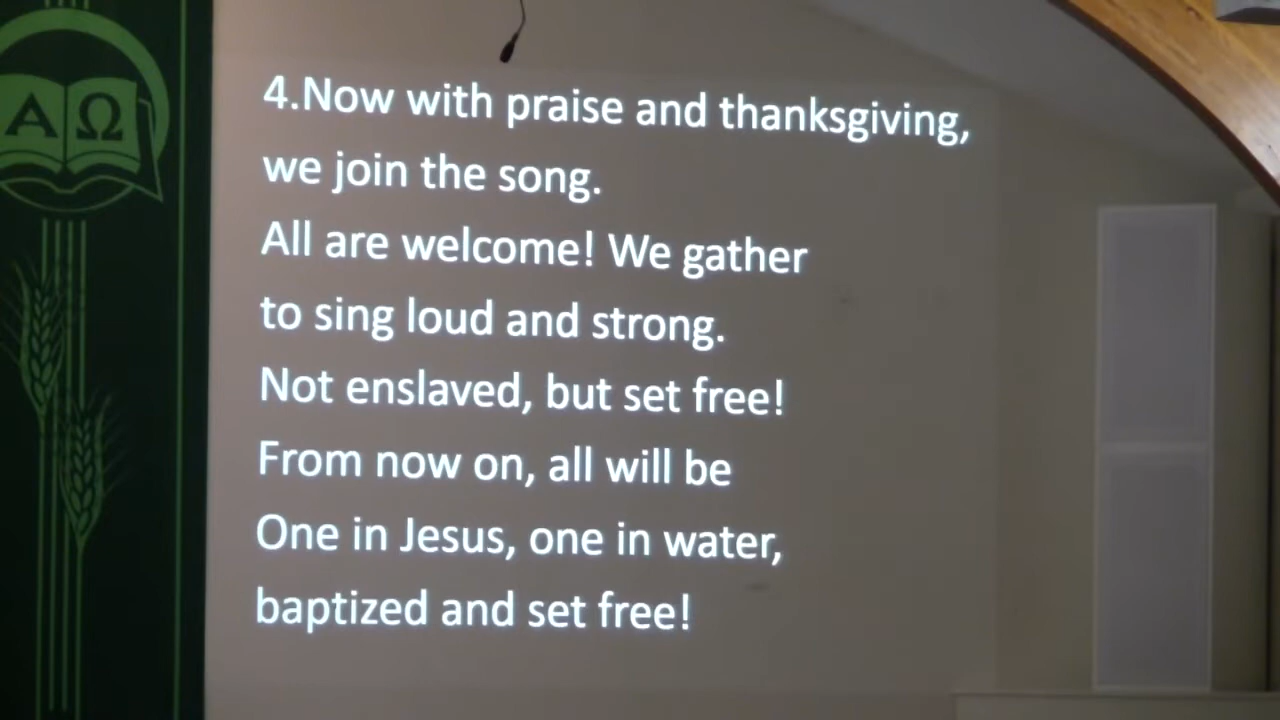 Α Ω
4.Now with praise and thanksgiving,
we join the song.
All are welcome! We gather
to sing loud and strong.
Not enslaved, but set free!
From now on, all will be
One in Jesus, one in water,
baptized and set free!